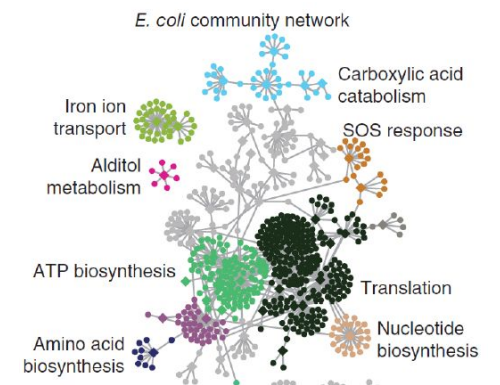 E. coli community network
Carboxylic acid
catabolism
Iron ion
transport
SOS response
Alditol
metabolism
ATP biosynthesis
Translation
Nucleotide
biosynthesis
Amino acid
biosynthesis